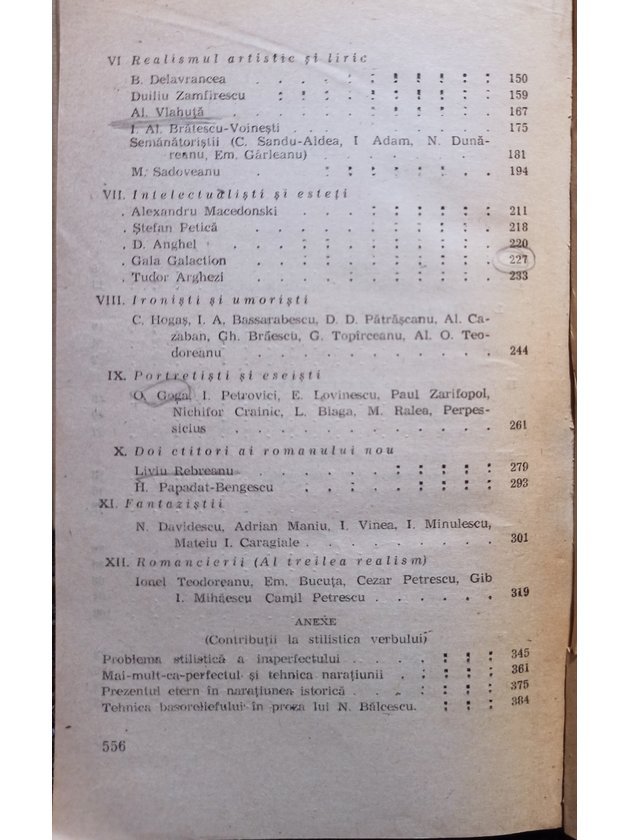 VI Realismul artistic și liric
B. Delavrancea . . . . . . . . . . 150
Duiliu Zamfirescu . . . . . . . . . 159
Al. Vlahuță . . . . . . . . . . 167
I. Al. Brătescu-Voinești . . . . . . . . 175
Semănătoriștii (C. Sandu-Aldea, I Adam, N. Dună-
reanu, Em. Gârleanu) . . . . . . . . 181
M. Sadoveanu . . . . . . . . . . 194
VII. Intelectualiști și esteți
Alexandru Macedonski . . . . . . . . 211
Ștefan Petică . . . . . . . . . . 218
D. Anghel . . . . . . . . . . . 220
Gala Galaction . . . . . . . . . . 227
Tudor Arghezi . . . . . . . . . . 233
VIII. Ironiști și umoriști
C. Hogaș, I. A. Bassarabescu, D. D. Pătrășcanu, Al. Ca-
zaban, Gh. Brăescu, G. Topîrceanu, Al. O. Teo-
doreanu . . . . . . . . . . . 244
IX. Portretiști și eseiști
O. Goga, I. Petrovici, E. Lovinescu, Paul Zarifopol,
Nichifor Crainic, L. Blaga, M. Ralea, Perpes-
sicius . . . . . . . . . . . 261
X. Doi ctitori ai romanului nou
Liviu Rebreanu . . . . . . . . . . 279
H. Papadat-Bengescu . . . . . . . . 293
XI. Fantaziștii
N. Davidescu, Adrian Maniu, I. Vinea, I. Minulescu,
Mateiu I. Caragiale . . . . . . . . . 301
XII. Romancierii (Al treilea realism)
Ionel Teodoreanu, Em. Bucuța, Cezar Petrescu, Gib
I. Mihăescu Camil Petrescu . . . . . . 319
ANEXE
(Contribuții la stilistica verbului)
Problema stilistică a imperfectului . . . . . . . 345
Mai-mult-ca-perfectul și tehnica narațiunii . . . . . 361
Prezentul etern în narațiunea istorică . . . . . . . 375
Tehnica basoreliefului în proza lui N. Bălcescu. . . . . 384
556